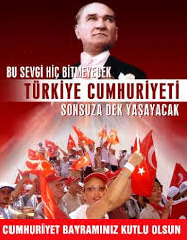 BU SEVGİ HİÇ BİTMEYECEK
TÜRKİYE CUMHURİYETİ
SONSUZA DEK YAŞAYACAK
CUMHURİYET BAYRAMINIZ KUTLU OLSUN